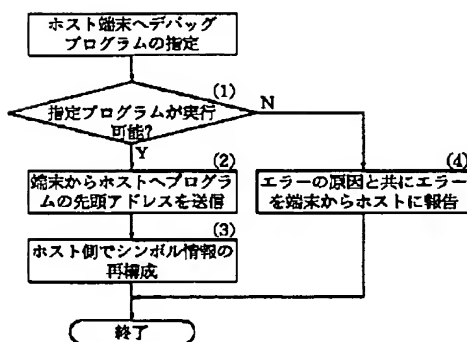 ホスト端末へデバッグ
プログラムの指定
(1)
指定プログラムが実行
可能?
N
Y
(2)
端末からホストへプログラ
ムの先頭アドレスを送信
(4)
エラーの原因と共にエラー
を端末からホストに報告
(3)
ホスト側でシンボル情報の
再構成
終了